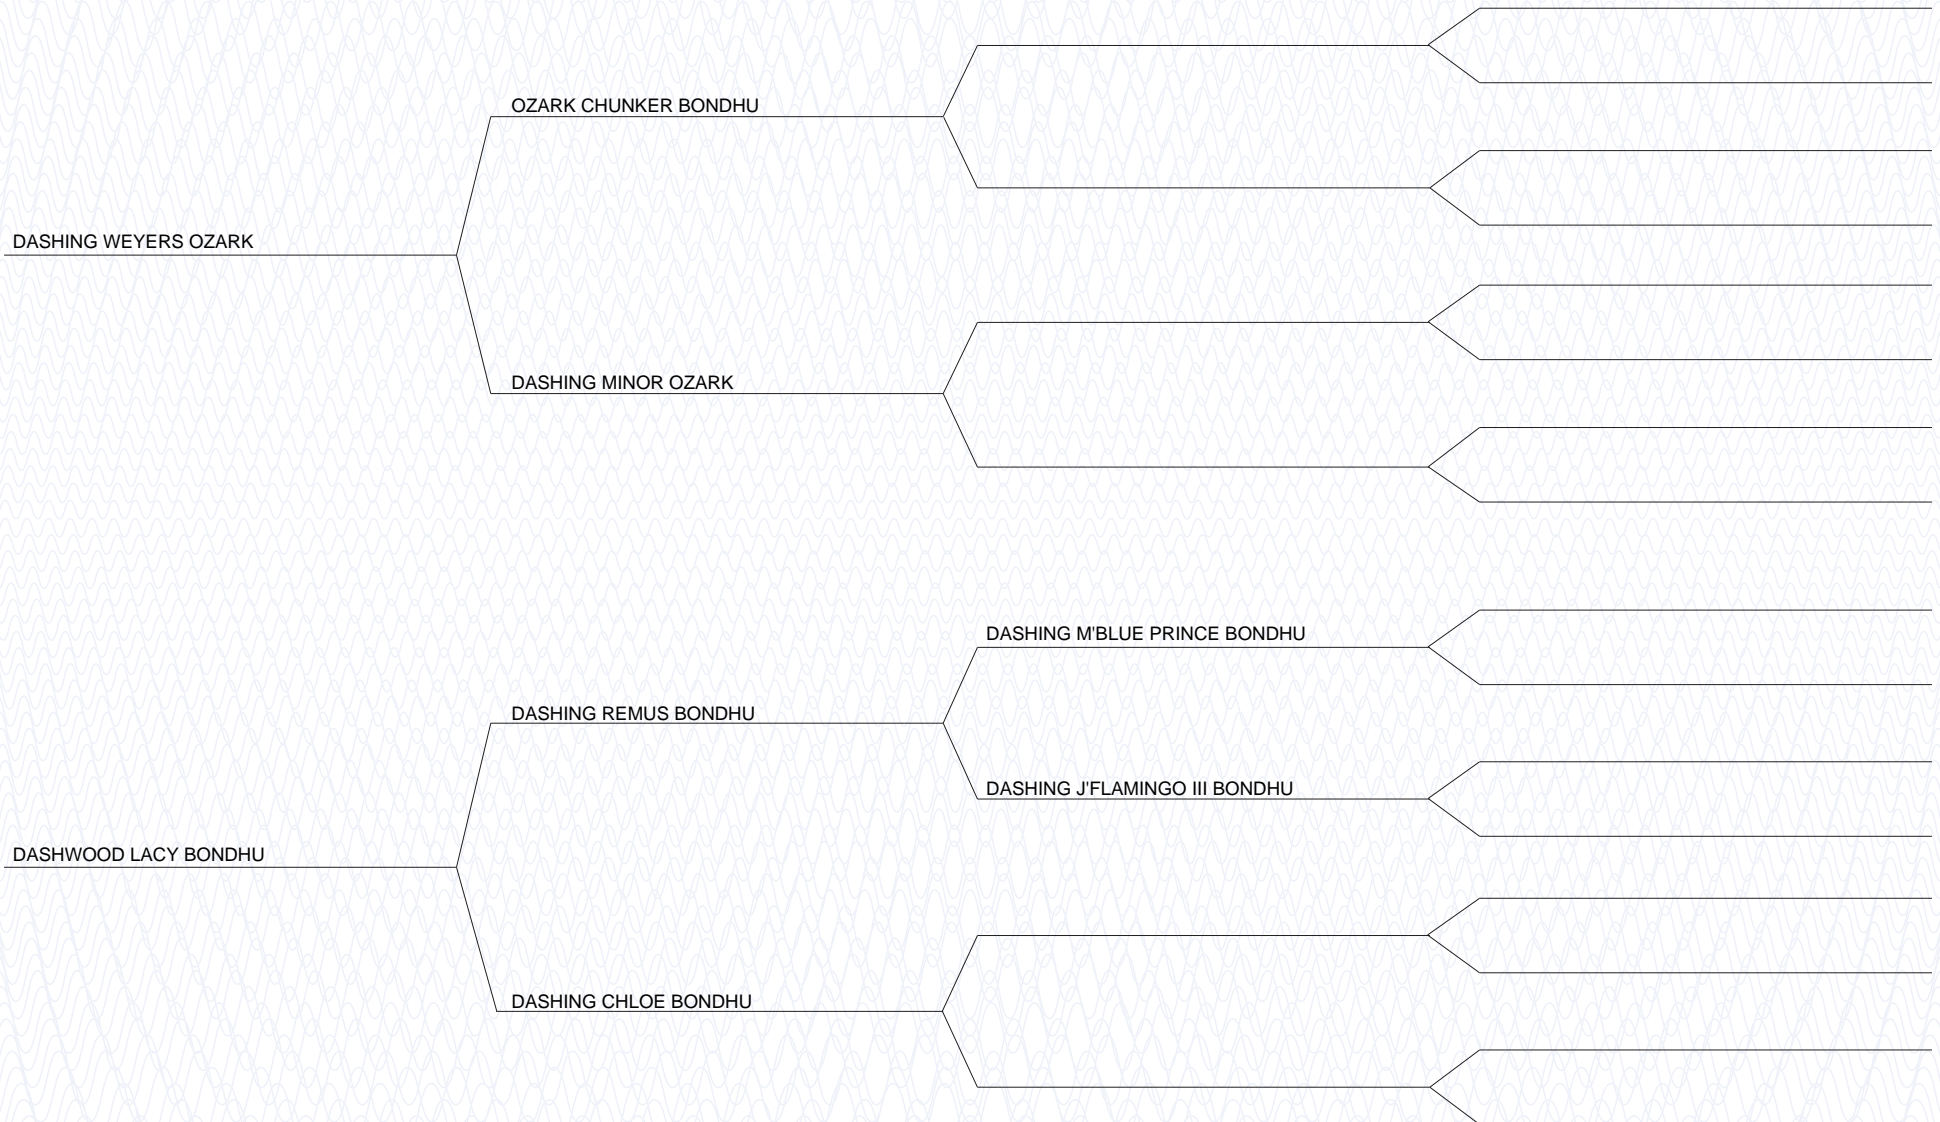 OZARK CHUNKER BONDHU
DASHING WEYERS OZARK
DASHING MINOR OZARK
DASHING M'BLUE PRINCE BONDHU
DASHING REMUS BONDHU
DASHING J'FLAMINGO III BONDHU
DASHWOOD LACY BONDHU
DASHING CHLOE BONDHU